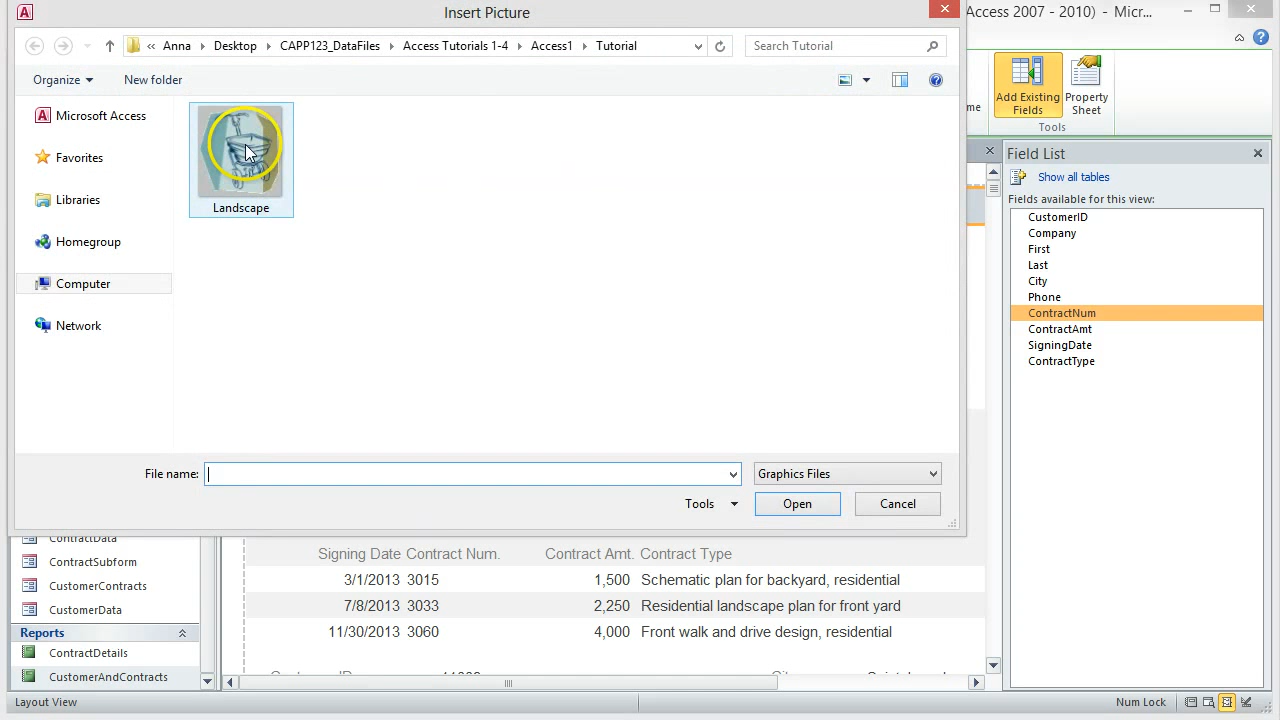 Insert Picture
Access 2007 - 2010) - Micr...
« Anna Desktop CAPP123_DataFiles Access Tutorials 1-4 Access1 Tutorial
Search Tutorial
Organize New folder
Add Existing Fields
Property Sheet
Tools
Microsoft Access
Favorites
Libraries
Homegroup
Computer
Network
Landscape
File name:
Graphics Files
Tools Open Cancel
Field List
Show all tables
Fields available for this view:
CustomerID
Company
First
Last
City
Phone
ContractNum
ContractAmt
SigningDate
ContractType
ContractData
ContractSubform
CustomerContracts
CustomerData
Reports
ContractDetails
CustomerAndContracts
Signing Date Contract Num. Contract Amt. Contract Type
3/1/2013 3015 1,500 Schematic plan for backyard, residential
7/8/2013 3033 2,250 Residential landscape plan for front yard
11/30/2013 3060 4,000 Front walk and drive design, residential
Layout View
Num Lock